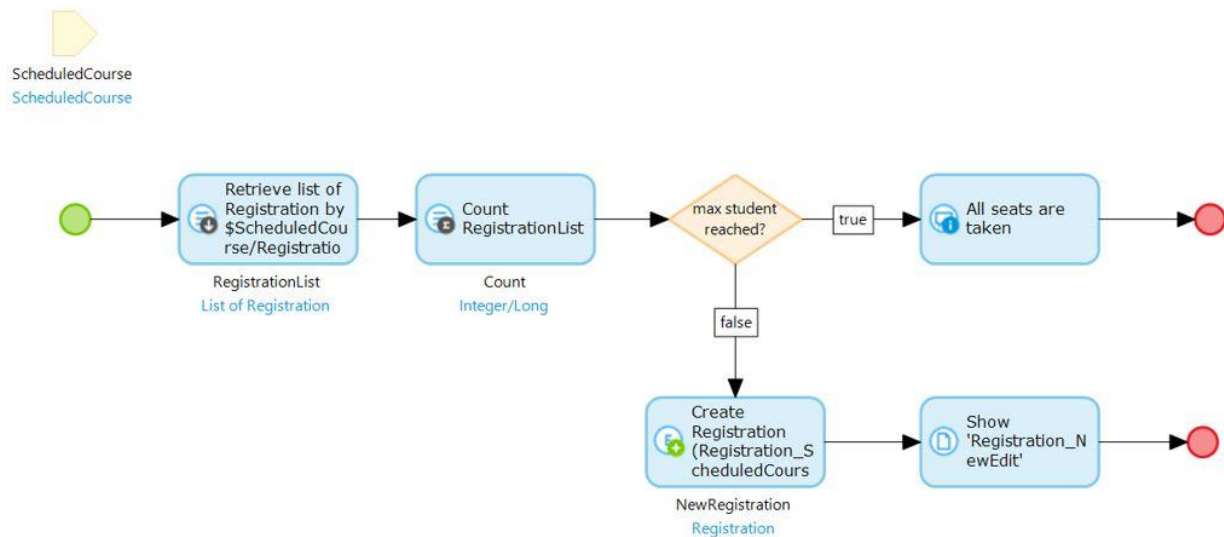 ScheduledCourse
ScheduledCourse
Retrieve list of
Registration by
$ScheduledCou
rse/Registratio
RegistrationList
List of Registration
Count
RegistrationList
Count
Integer/Long
max student
reached?
true
All seats are
taken
false
Create
Registration
(Registration_S
cheduledCours
NewRegistration
Registration
Show
'Registration_N
ewEdit'